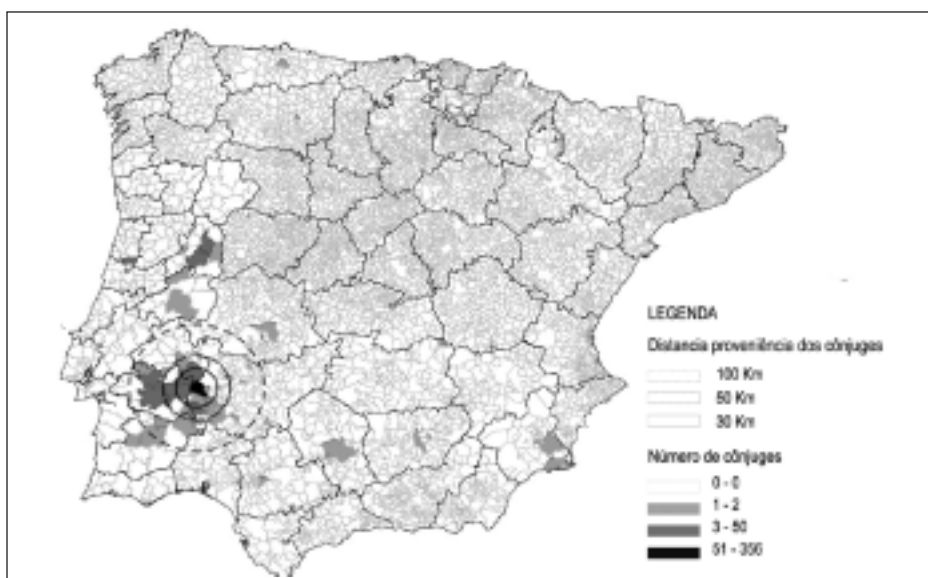 LEGENDA
Distancia proveniência dos cônjuges
100 Km
50 Km
30 Km
Número de cônjuges
0 - 0
1 - 2
3 - 50
51 - 356